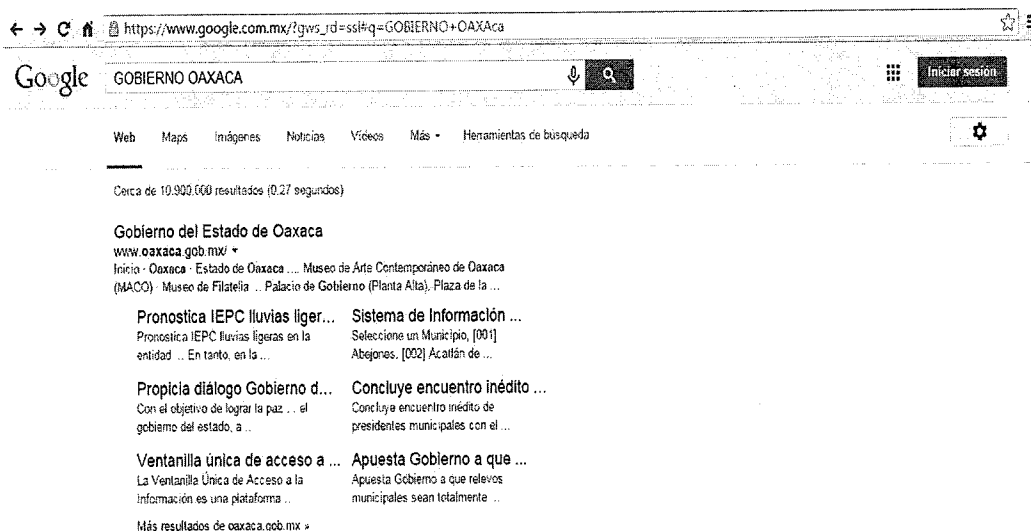 https://www.google.com.mx/?gws_rd=ssl#q=GOBIERNO+OAXAca
Google GOBIERNO OAXACA Iniciar sesión
Web Maps Imágenes Noticias Vídeos Más Herramientas de búsqueda
Cerca de 10.900.000 resultados (0.27 segundos)
Gobierno del Estado de Oaxaca
www.oaxaca.gob.mx/
Inicio · Oaxaca · Estado de Oaxaca .... Museo de Arte Contemporáneo de Oaxaca
(MACO) · Museo de Filatelia ... Palacio de Gobierno (Planta Alta), Plaza de la ...
Pronostica IEPC lluvias liger...
Pronostica IEPC lluvias ligeras en la
entidad ... En tanto, en la ...
Sistema de Información ...
Seleccione un Municipio, [001]
Abejones, [002] Acatlán de ...
Propicia diálogo Gobierno d...
Con el objetivo de lograr la paz ... el
gobierno del estado, a ...
Concluye encuentro inédito ...
Concluye encuentro inédito de
presidentes municipales con el ...
Ventanilla única de acceso a ...
La Ventanilla Única de Acceso a la
Información es una plataforma ...
Apuesta Gobierno a que ...
Apuesta Gobierno a que relevos
municipales sean totalmente ...
Más resultados de oaxaca.gob.mx »